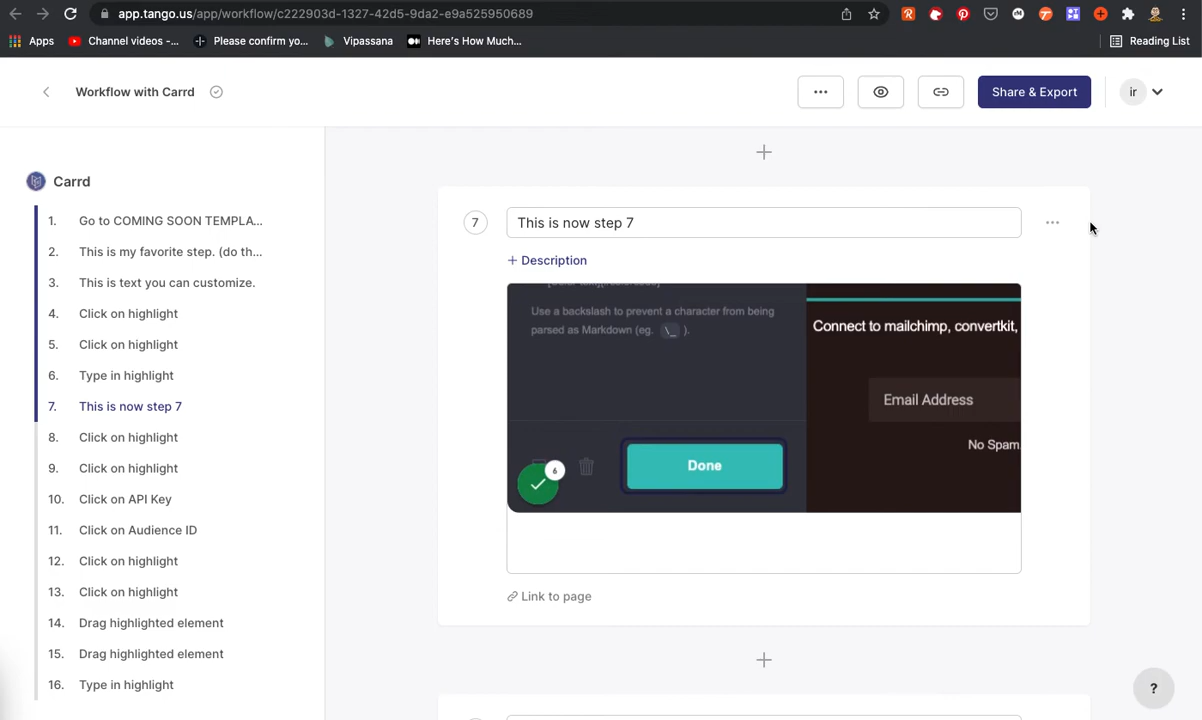 app.tango.us/app/workflow/c222903d-1327-42d5-9da2-e9a525950689
Apps Channel videos -... Please confirm yo... Vipassana Here's How Much... Reading List
Workflow with Carrd ... Share & Export ir
Carrd
1. Go to COMING SOON TEMPLA...
2. This is my favorite step. (do th...
3. This is text you can customize.
4. Click on highlight
5. Click on highlight
6. Type in highlight
7. This is now step 7
8. Click on highlight
9. Click on highlight
10. Click on API Key
11. Click on Audience ID
12. Click on highlight
13. Click on highlight
14. Drag highlighted element
15. Drag highlighted element
16. Type in highlight
7 This is now step 7
+ Description
Use a backslash to prevent a character from being
parsed as Markdown (eg. \_ ).
Connect to mailchimp, convertkit,
Email Address
No Spam
Done
6
Link to page
?